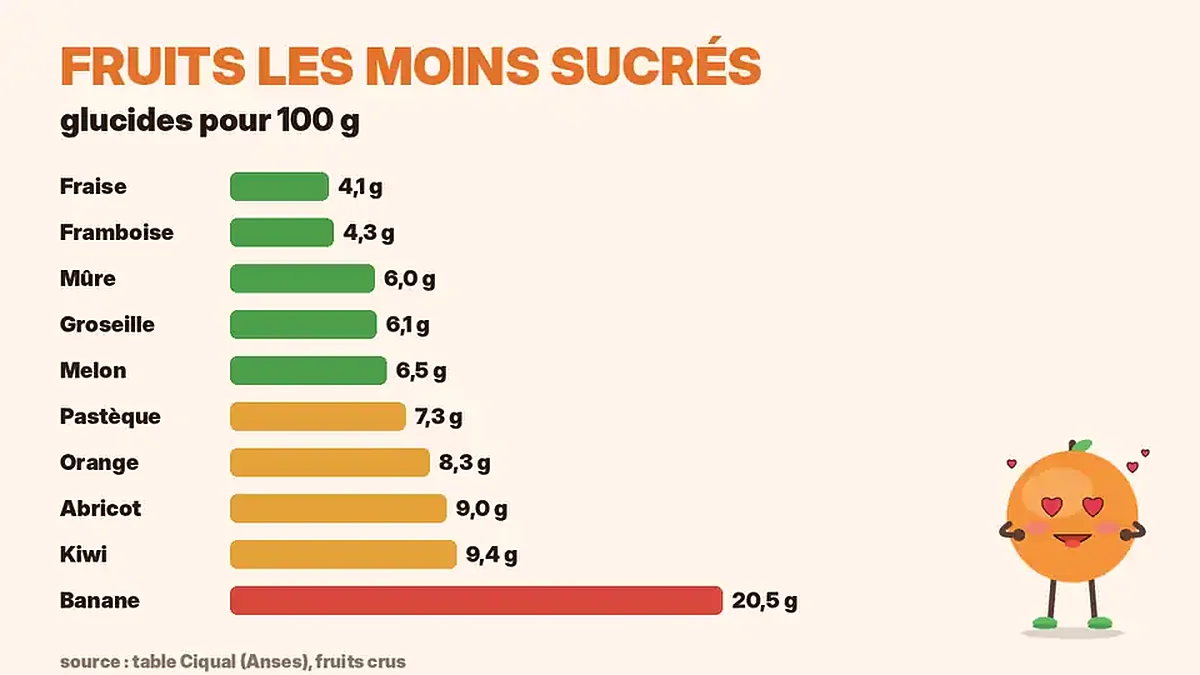 FRUITS LES MOINS SUCRÉS
glucides pour 100 g
Fraise 4,1 g
Framboise 4,3 g
Mûre 6,0 g
Groseille 6,1 g
Melon 6,5 g
Pastèque 7,3 g
Orange 8,3 g
Abricot 9,0 g
Kiwi 9,4 g
Banane 20,5 g
source : table Ciqual (Anses), fruits crus